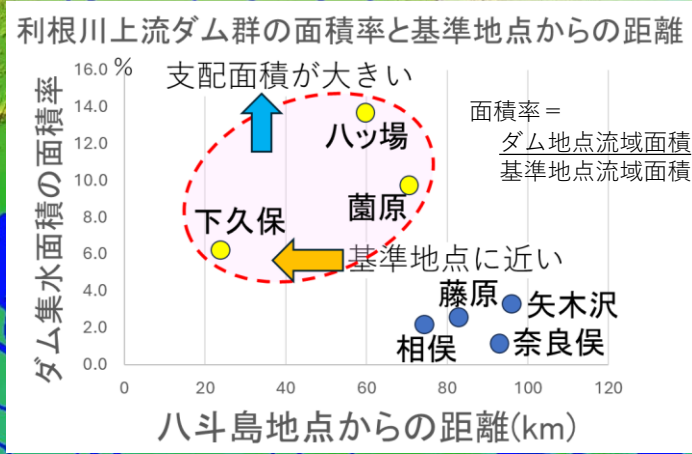 利根川上流ダム群の面積率と基準地点からの距離
16.0 %
支配面積が大きい
14.0
面積率＝
ダム地点流域面積
基準地点流域面積
八ッ場
12.0
10.0
薗原
8.0
下久保
6.0
基準地点に近い
4.0
藤原
矢木沢
2.0
相俣
奈良俣
0.0
0 20 40 60 80 100 120
ダム集水面積の面積率
八斗島地点からの距離(km)